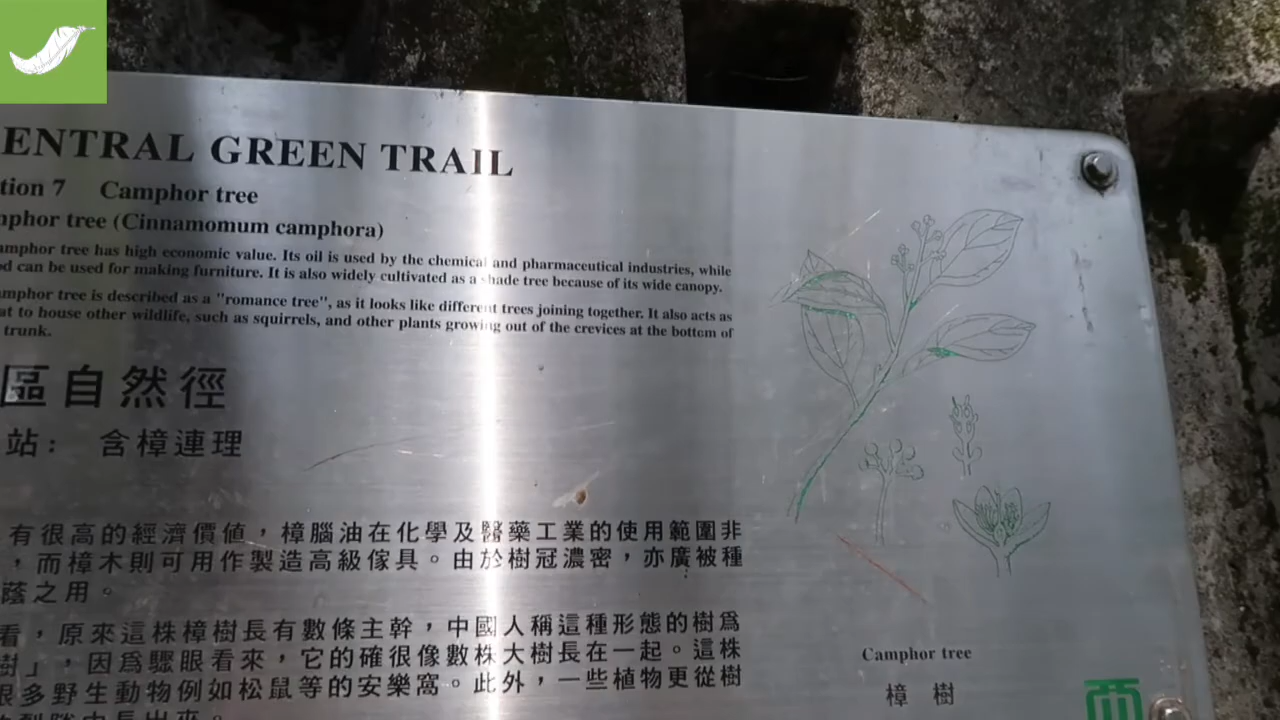 ENTRAL GREEN TRAIL
tion 7 Camphor tree
mphor tree (Cinnamomum camphora)
amphor tree has high economic value. Its oil is used by the chemical and pharmaceutical industries, while
od can be used for making furniture. It is also widely cultivated as a shade tree because of its wide canopy.
amphor tree is described as a "romance tree", as it looks like different trees joining together. It also acts as
at to house other wildlife, such as squirrels, and other plants growing out of the crevices at the bottom of
trunk.
區自然徑
站： 含樟連理
有很高的經濟價值，樟腦油在化學及醫藥工業的使用範圍非
，而樟木則可用作製造高級傢具。由於樹冠濃密，亦廣被種
蔭之用。
看，原來這株樟樹長有數條主幹，中國人稱這種形態的樹爲
樹」，因爲驟眼看來，它的確很像數株大樹長在一起。這株
很多野生動物例如松鼠等的安樂窩。此外，一些植物更從樹
中長出來。
Camphor tree
樟樹